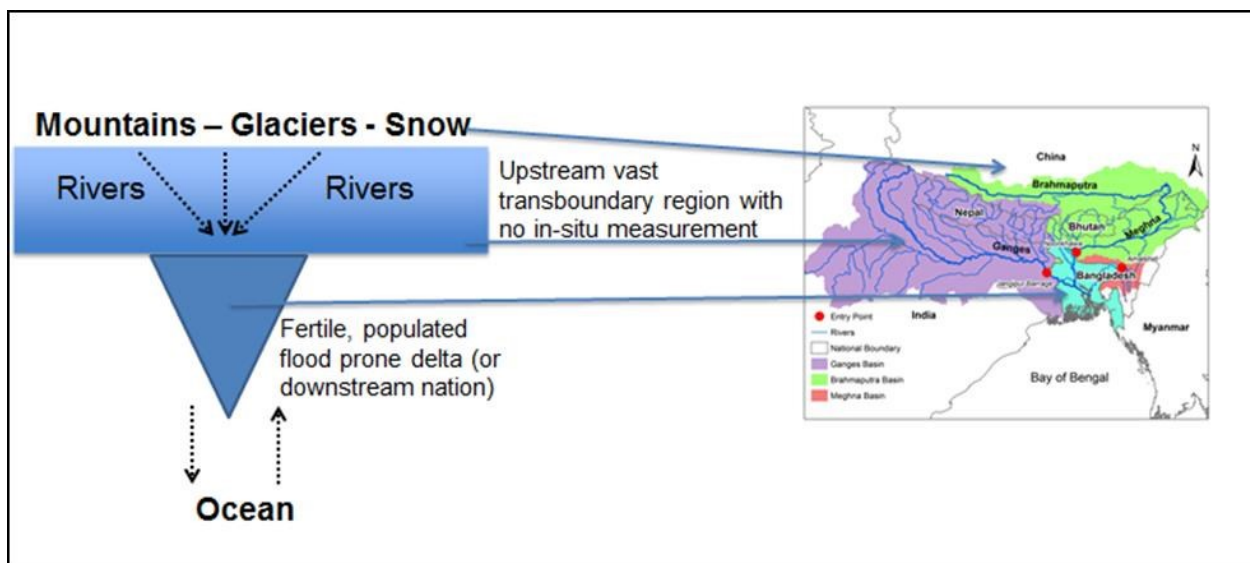 Mountains – Glaciers - Snow
Rivers
Rivers
Upstream vast
transboundary region with
no in-situ measurement
Fertile, populated
flood prone delta (or
downstream nation)
Ocean
N
China
Brahmaputra
Nepal
Bhutan
Meghna
Ganges
Bangladesh
India
Myanmar
Bay of Bengal
Entry Point
Rivers
National Boundary
Ganges Basin
Brahmaputra Basin
Meghna Basin